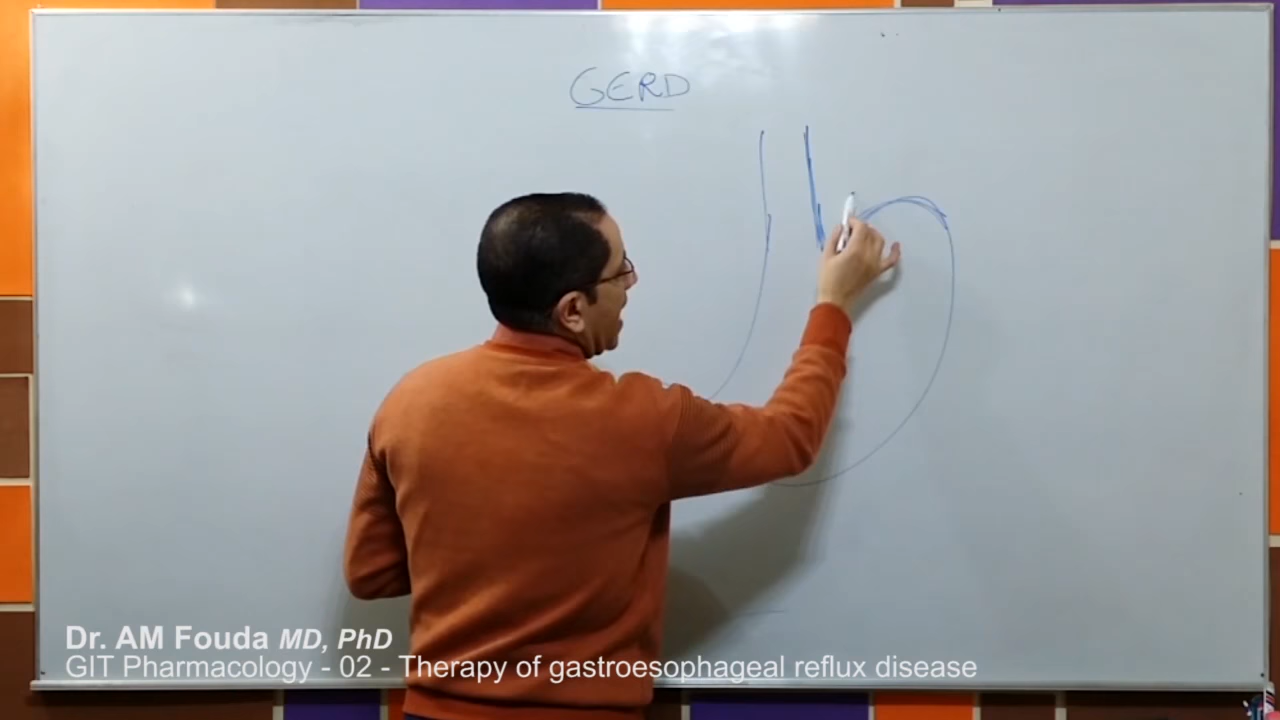 GERD
Dr. AM Fouda MD, PhD
GIT Pharmacology - 02 - Therapy of gastroesophageal reflux disease